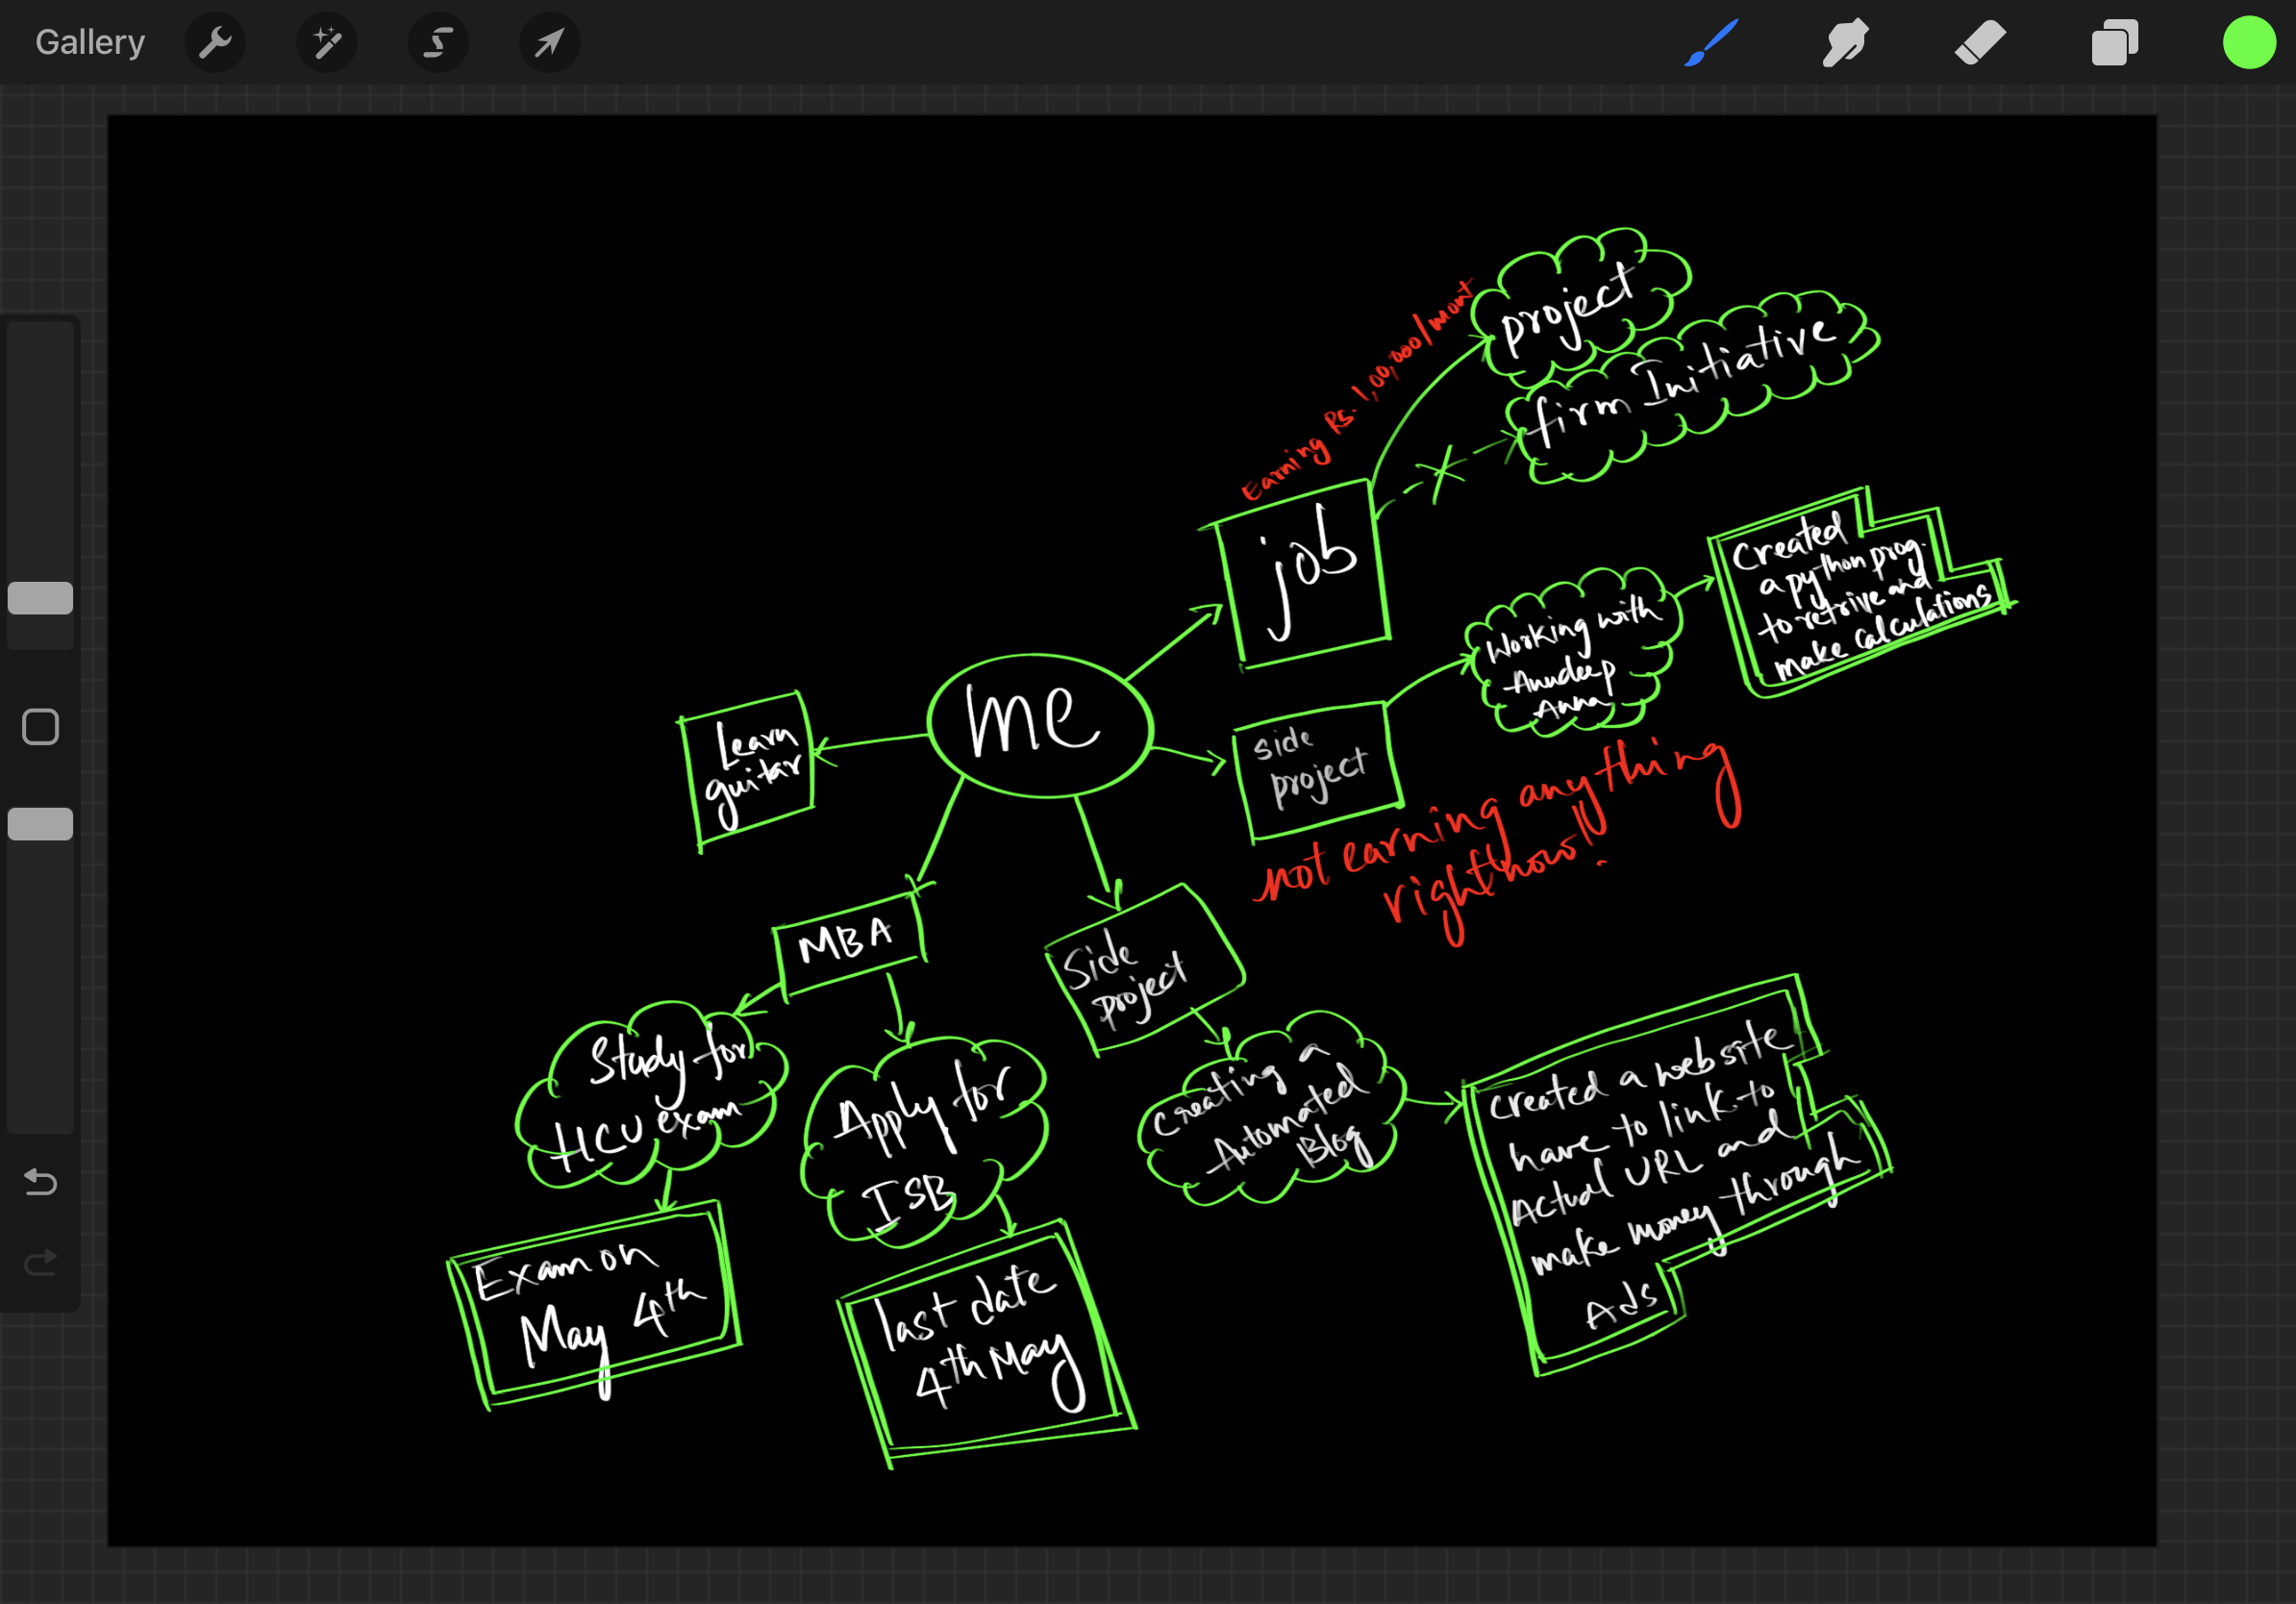 Gallery
project
firm Initiative
Earning Rs. 1,00,000/mont
job
Created
a python prog.
to retrive and
make calculations
Working with
Anudeep
Anna
me
Learn
guitar
side
project
not earning anything
right now!!
MBA
Side
project
Study for
HCU exam
Apply for
ISB
Creating a
Automated
Blog
Created a website
have to link to
Actual URL and
make money through
Ads
Exam on
May 4th
last date
4th May